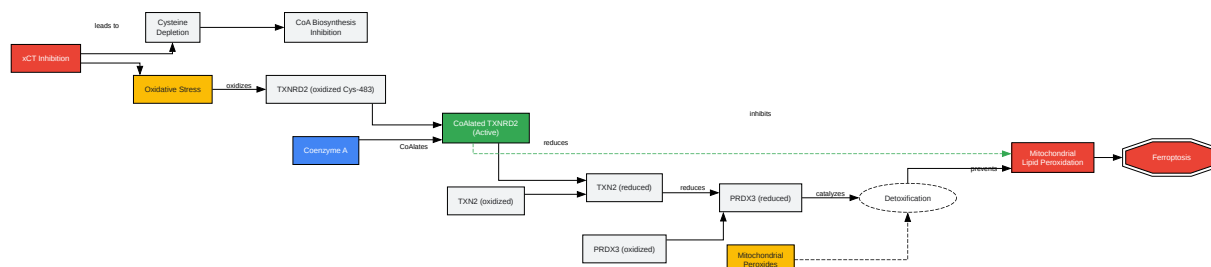 leads to
Cysteine
Depletion
CoA Biosynthesis
Inhibition
xCT Inhibition
Oxidative Stress
oxidizes
TXNRD2 (oxidized Cys-483)
CoAlated TXNRD2
(Active)
inhibits
Coenzyme A
CoAlates
reduces
Mitochondrial
Lipid Peroxidation
Ferroptosis
prevents
TXN2 (reduced)
reduces
TXN2 (oxidized)
PRDX3 (reduced)
catalyzes
Detoxification
PRDX3 (oxidized)
Mitochondrial
Peroxides